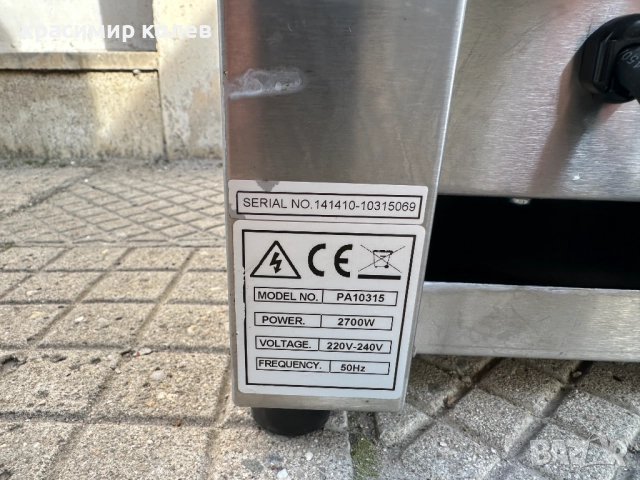 красимир колев
SERIAL NO.141410-10315069
CE
MODEL NO. PA10315
POWER. 2700W
VOLTAGE. 220V-240V
FREQUENCY. 50Hz